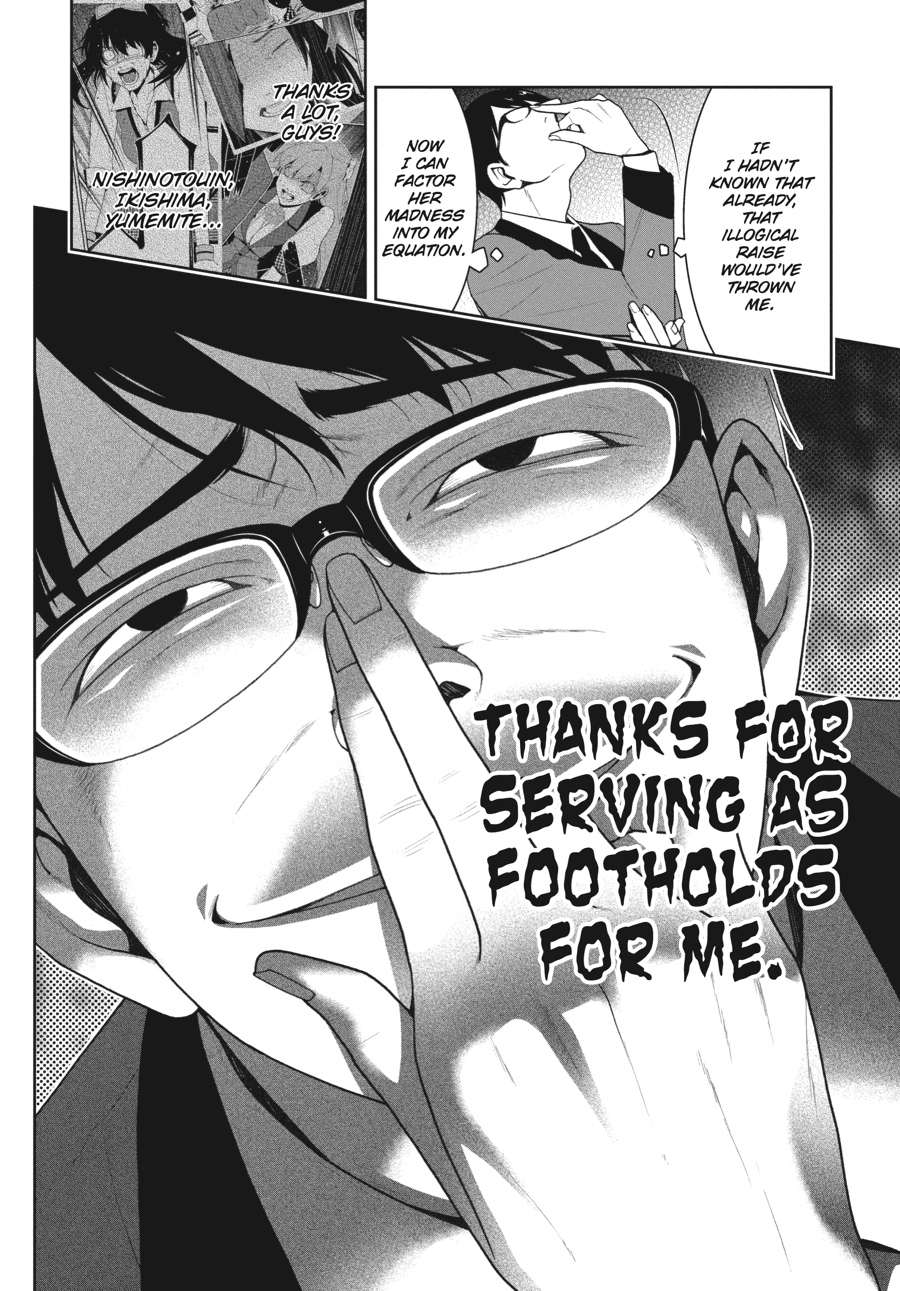 IF
I HADN'T
KNOWN THAT
ALREADY,
THAT
ILLOGICAL
RAISE
WOULD'VE
THROWN
ME.
NOW
I CAN
FACTOR
HER
MADNESS
INTO MY
EQUATION.
THANKS
A LOT,
GUYS!
NISHINOTOUIN,
IKISHIMA,
YUMEMITE...
THANKS FOR
SERVING AS
FOOTHOLDS
FOR ME.